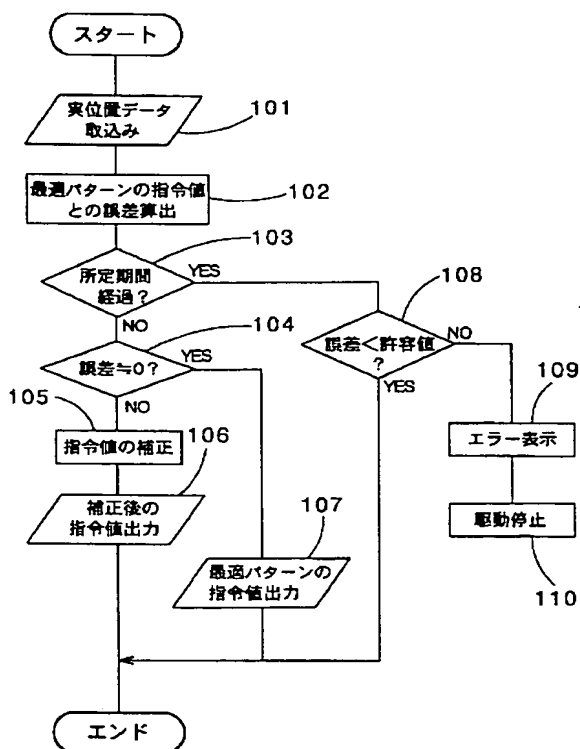 スタート
実位置データ
取込み
101
最適パターンの指令値
との誤差算出
102
103
所定期間
経過?
YES
NO
108
誤差<許容値
?
NO
YES
104
誤差≒0?
YES
NO
105
指令値の補正
109
エラー表示
106
補正後の
指令値出力
107
最適パターンの
指令値出力
駆動停止
110
エンド